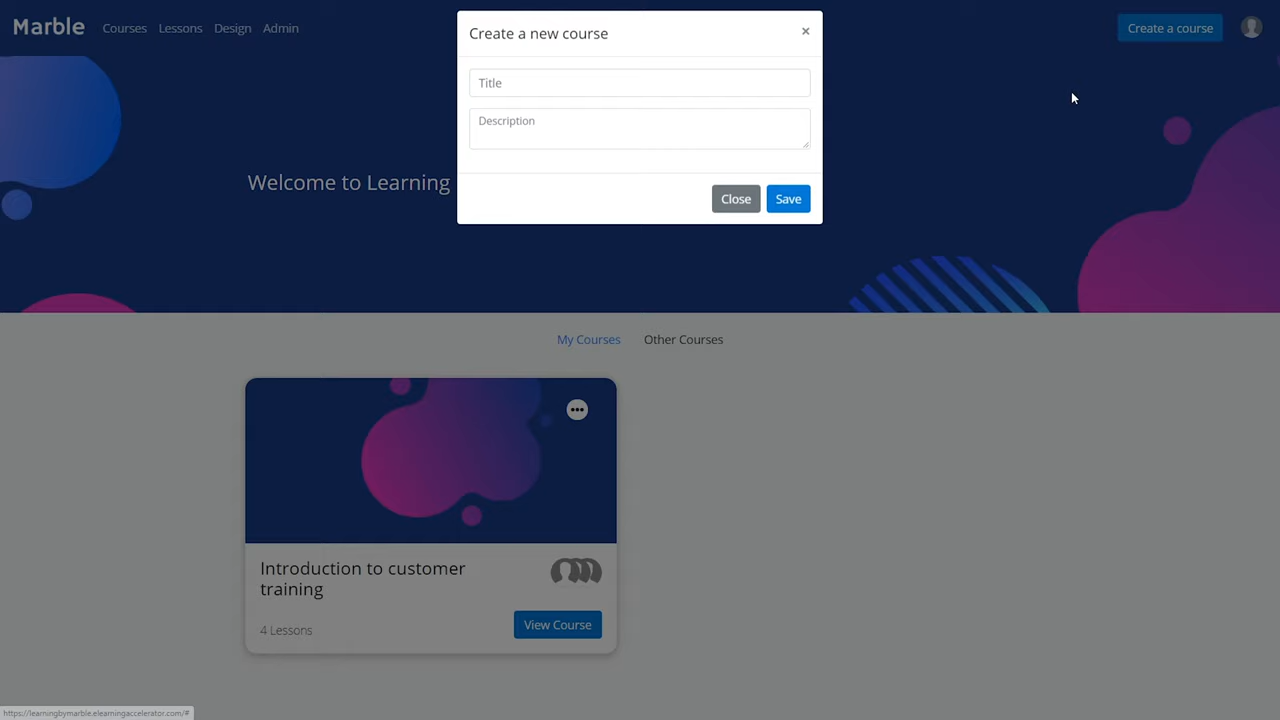 Marble
Courses
Lessons
Design
Admin
Create a course
Create a new course
×
Title
Description
Close
Save
Welcome to Learning
My Courses
Other Courses
Introduction to customer
training
4 Lessons
View Course
https://learningbymarble.elearningaccelerator.com/#